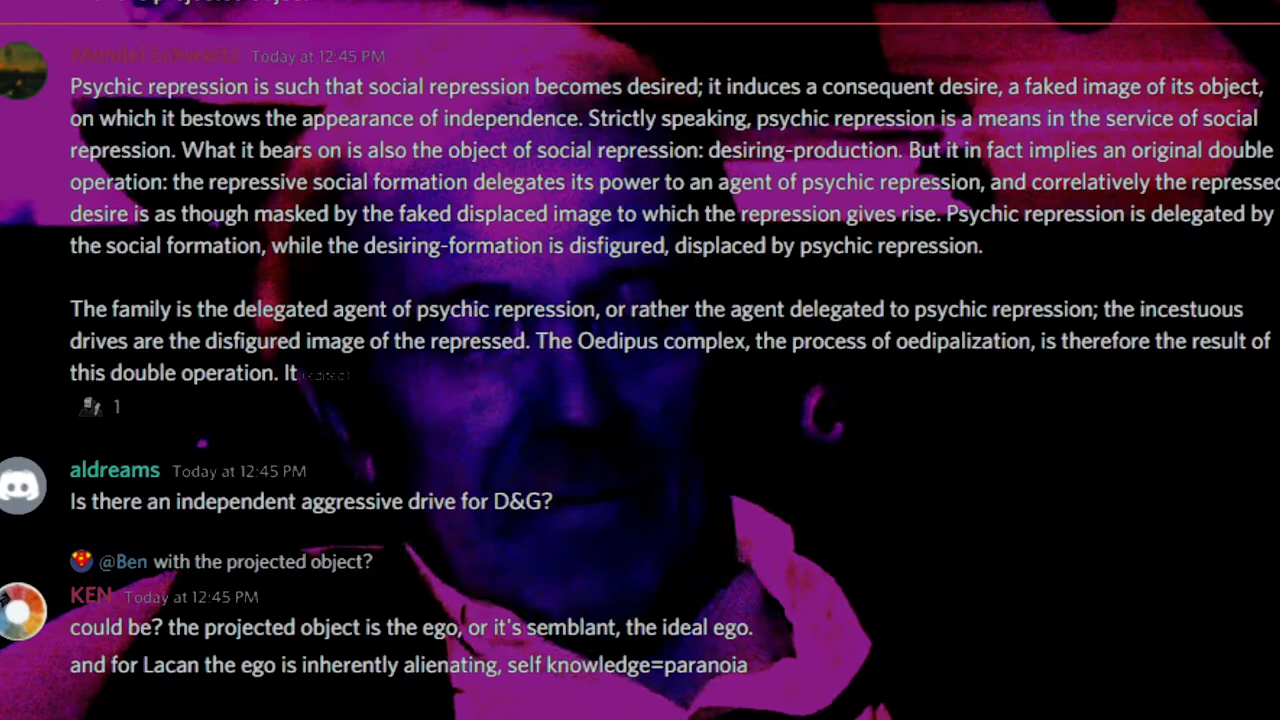 Mendel Schwartz Today at 12:45 PM
Psychic repression is such that social repression becomes desired; it induces a consequent desire, a faked image of its object,
on which it bestows the appearance of independence. Strictly speaking, psychic repression is a means in the service of social
repression. What it bears on is also the object of social repression: desiring-production. But it in fact implies an original double
operation: the repressive social formation delegates its power to an agent of psychic repression, and correlatively the repressed
desire is as though masked by the faked displaced image to which the repression gives rise. Psychic repression is delegated by
the social formation, while the desiring-formation is disfigured, displaced by psychic repression.
The family is the delegated agent of psychic repression, or rather the agent delegated to psychic repression; the incestuous
drives are the disfigured image of the repressed. The Oedipus complex, the process of oedipalization, is therefore the result of
this double operation. It (edited)
1
aldreams Today at 12:45 PM
Is there an independent aggressive drive for D&G?
@Ben with the projected object?
KEN Today at 12:45 PM
could be? the projected object is the ego, or it's semblant, the ideal ego.
and for Lacan the ego is inherently alienating, self knowledge=paranoia